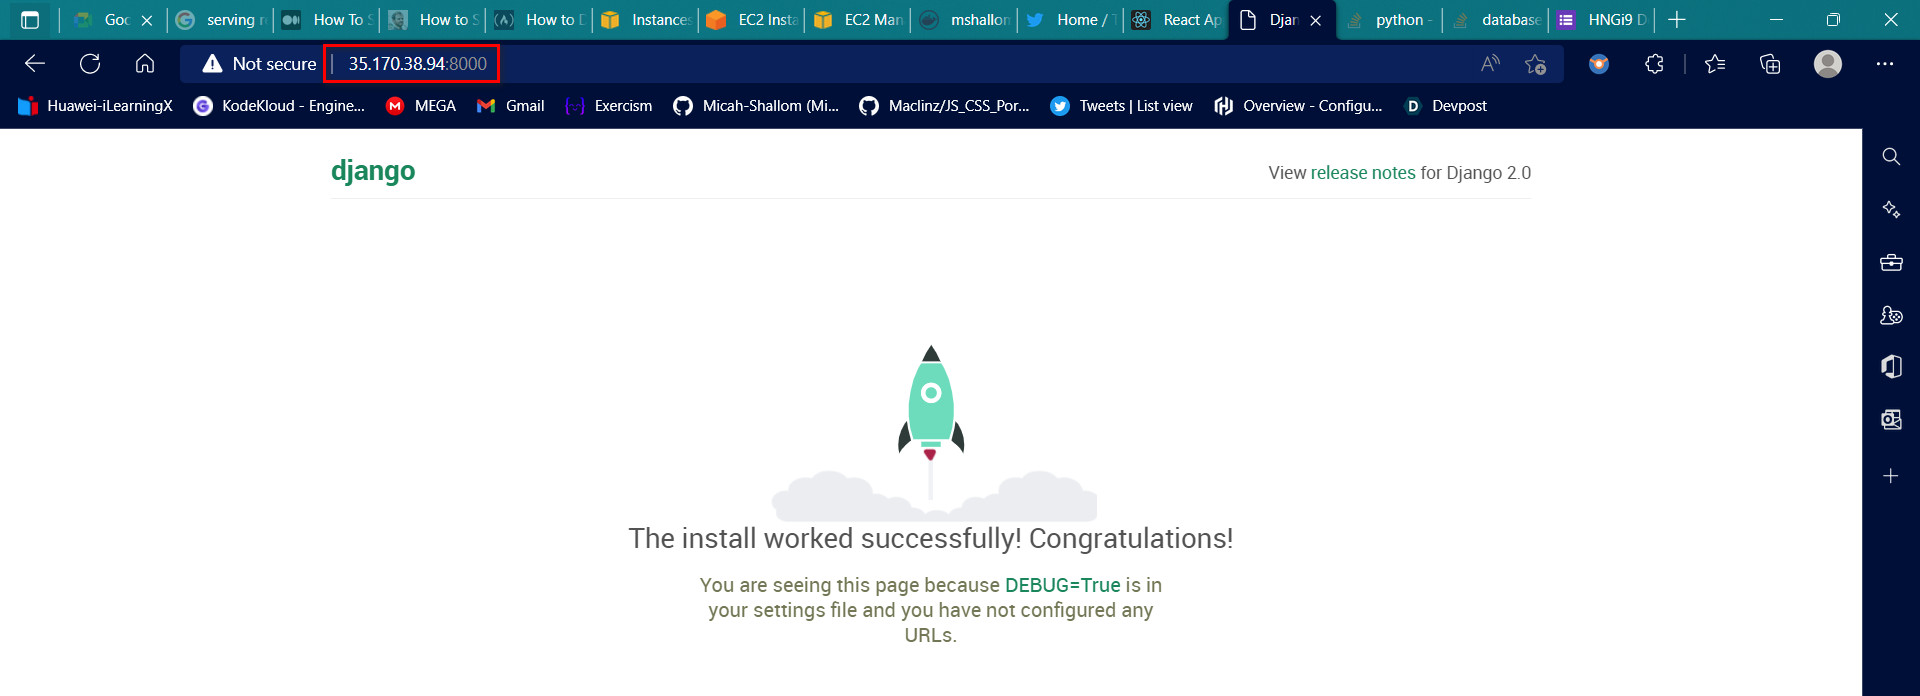 Goc
serving r
How To S
How to S
How to D
Instances
EC2 Insta
EC2 Man
mshallom
Home / T
React Ap
Djan
python -
database
HNGi9 D
Not secure
35.170.38.94:8000
Huawei-iLearningX
KodeKloud - Engine...
MEGA
Gmail
Exercism
Micah-Shallom (Mi...
Maclinz/JS_CSS_Por...
Tweets | List view
Overview - Configu...
Devpost
django
View release notes for Django 2.0
The install worked successfully! Congratulations!
You are seeing this page because DEBUG=True is in
your settings file and you have not configured any
URLs.